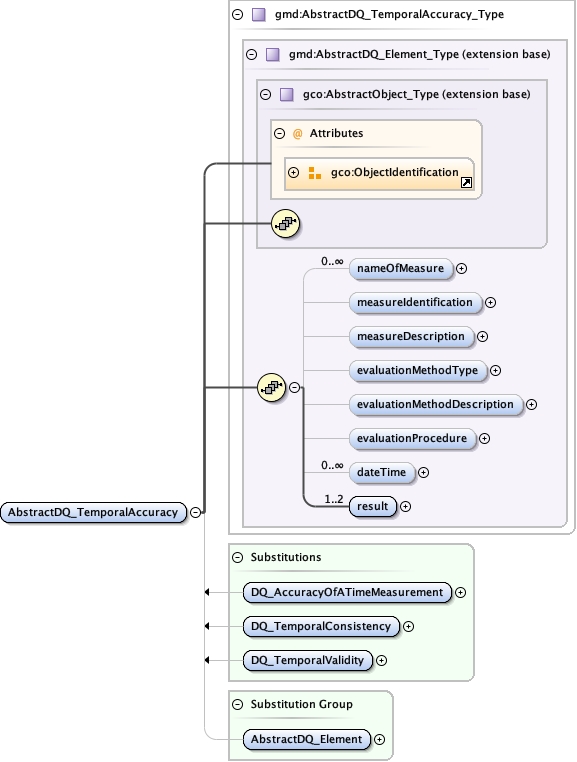 gmd:AbstractDQ_TemporalAccuracy_Type
gmd:AbstractDQ_Element_Type (extension base)
gco:AbstractObject_Type (extension base)
@ Attributes
gco:ObjectIdentification
0..∞
nameOfMeasure
measureIdentification
measureDescription
evaluationMethodType
evaluationMethodDescription
evaluationProcedure
0..∞
dateTime
1..2
result
AbstractDQ_TemporalAccuracy
Substitutions
DQ_AccuracyOfATimeMeasurement
DQ_TemporalConsistency
DQ_TemporalValidity
Substitution Group
AbstractDQ_Element